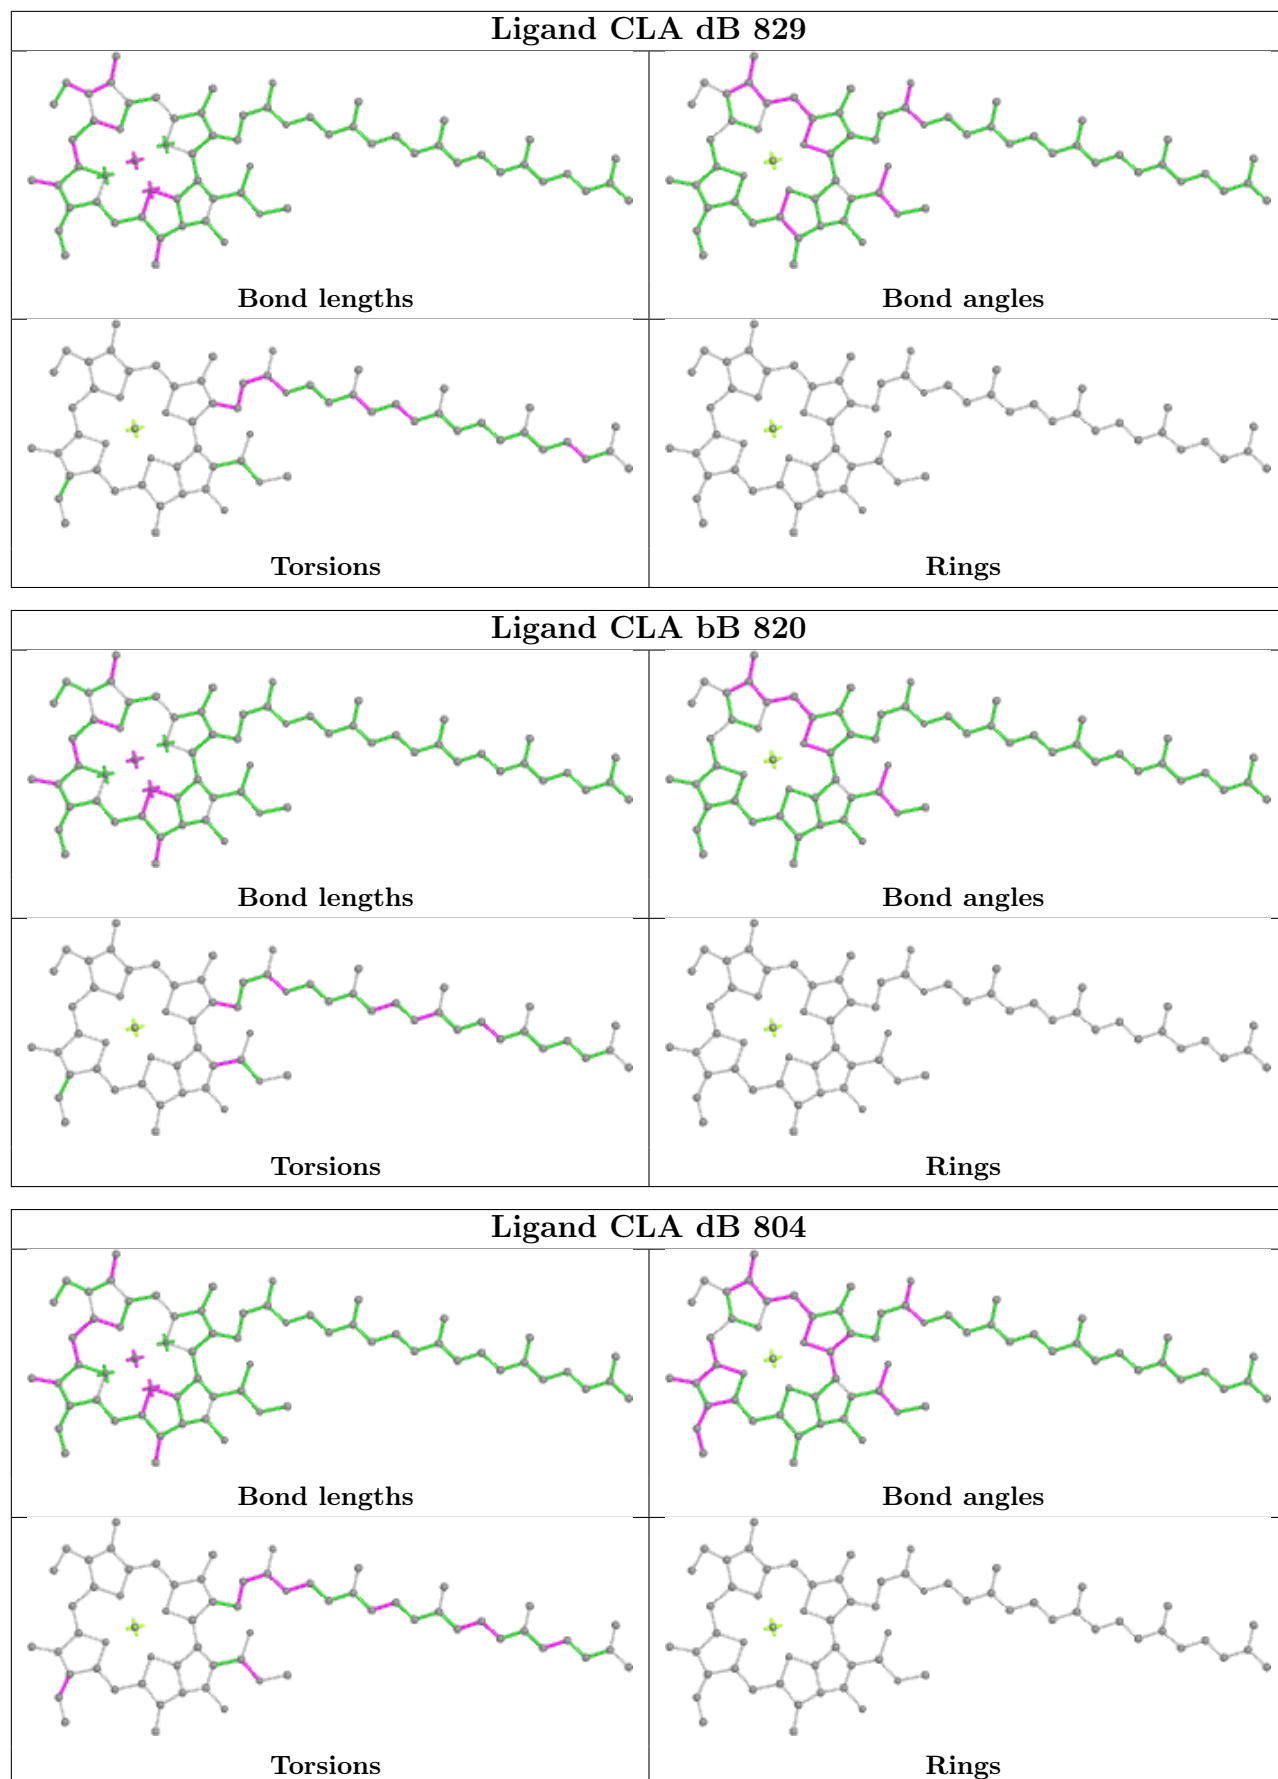 Ligand CLA dB 829
Bond lengths
Bond angles
Torsions
Rings
Ligand CLA bB 820
Bond lengths
Bond angles
Torsions
Rings
Ligand CLA dB 804
Bond lengths
Bond angles
Torsions
Rings